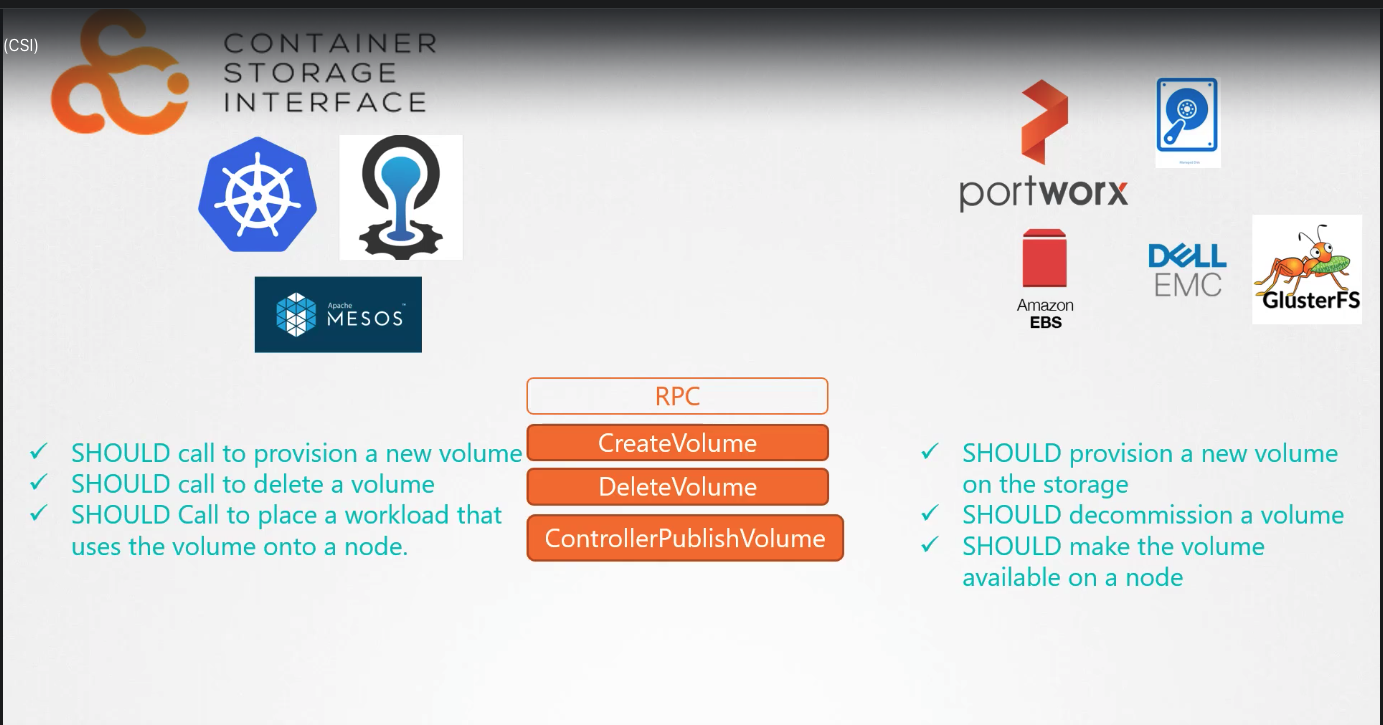 (CSI)
CONTAINER
STORAGE
INTERFACE
portworx
Apache
MESOS™
Amazon
EBS
DELL
EMC
GlusterFS
RPC
CreateVolume
DeleteVolume
ControllerPublishVolume
✓ SHOULD call to provision a new volume
✓ SHOULD call to delete a volume
✓ SHOULD Call to place a workload that
uses the volume onto a node.
✓ SHOULD provision a new volume
on the storage
✓ SHOULD decommission a volume
✓ SHOULD make the volume
available on a node